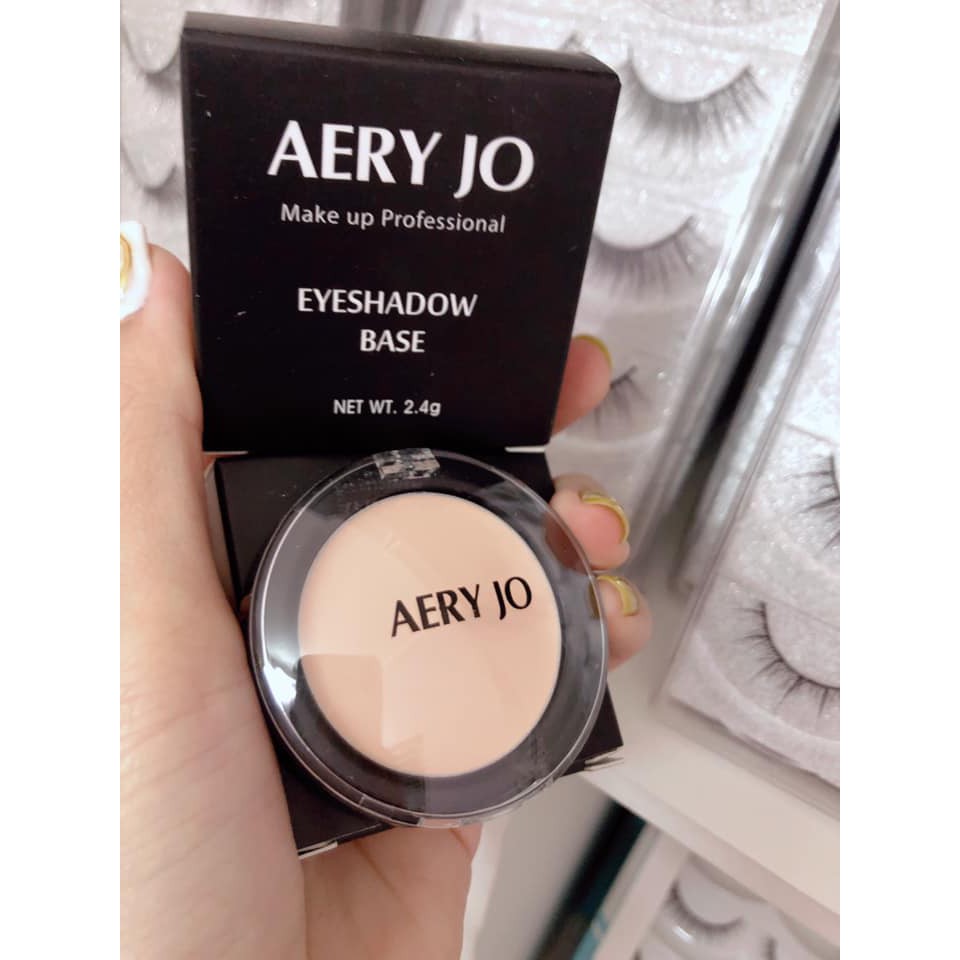 AERY JO
Make up Professional
EYESHADOW
BASE
NET WT. 2.4g
AERY JO